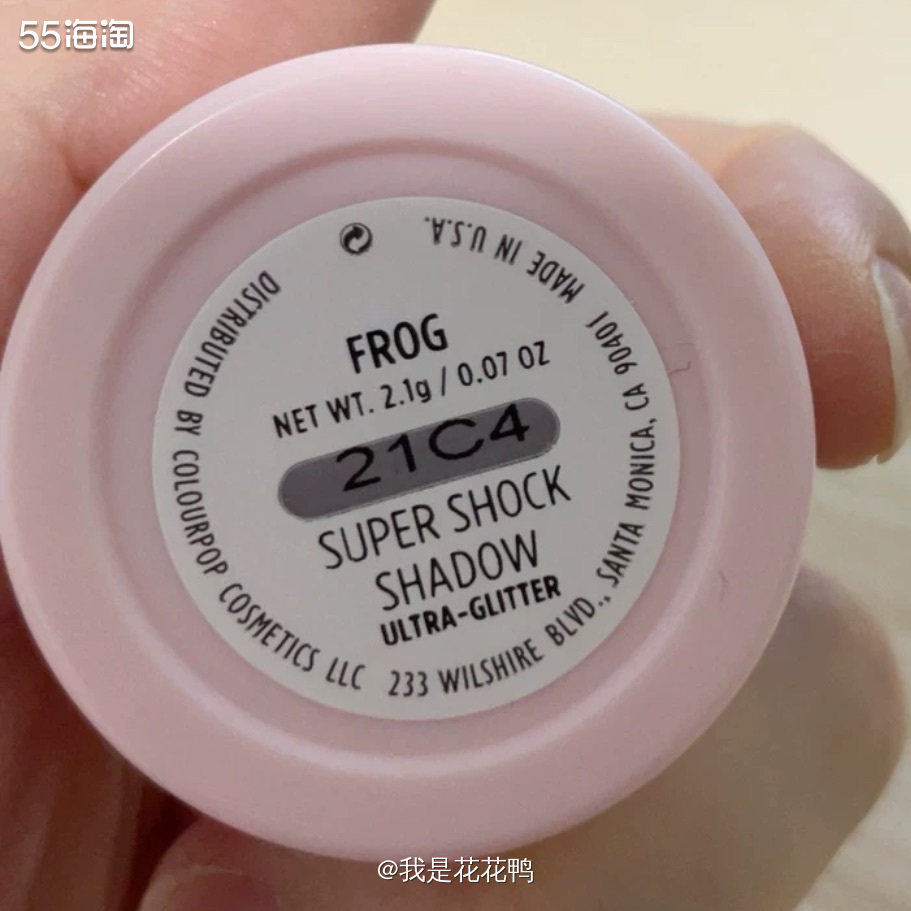 55海淘
FROG
NET WT. 2.1g / 0.07 OZ
21C4
SUPER SHOCK
SHADOW
ULTRA-GLITTER
DISTRIBUTED BY COLOURPOP COSMETICS LLC
233 WILSHIRE BLVD., SANTA MONICA, CA 90401
MADE IN U.S.A.
@我是花花鸭